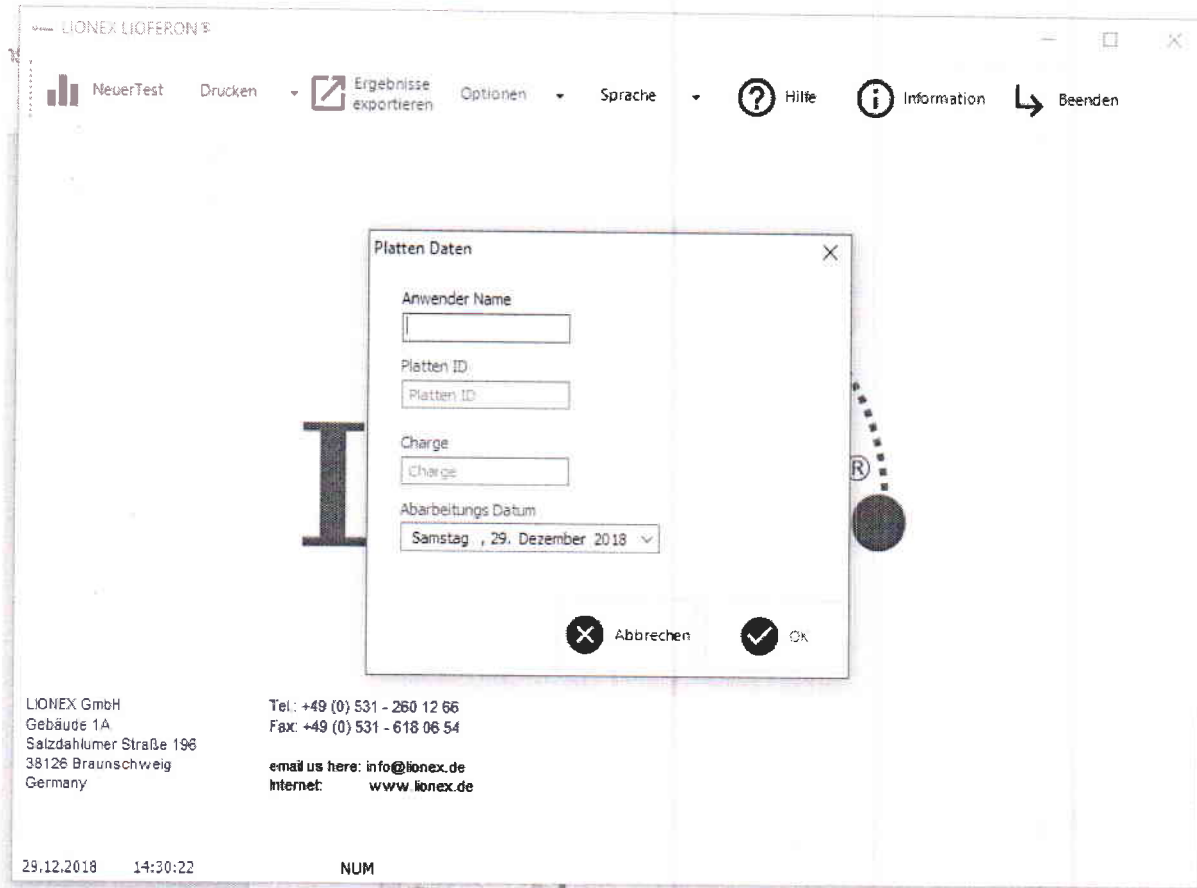 LIONEX LIOFERON®
NeuerTest Drucken Ergebnisse exportieren Optionen Sprache Hilfe Information Beenden
Platten Daten
Anwender Name
Platten ID
Platten ID
Charge
Charge
Abarbeitungs Datum
Samstag , 29. Dezember 2018
Abbrechen OK
®
LIONEX GmbH
Gebäude 1A
Salzdahlumer Straße 196
38126 Braunschweig
Germany
Tel.: +49 (0) 531 - 260 12 66
Fax: +49 (0) 531 - 618 06 54
email us here: info@lionex.de
Internet: www.lionex.de
29.12.2018 14:30:22 NUM